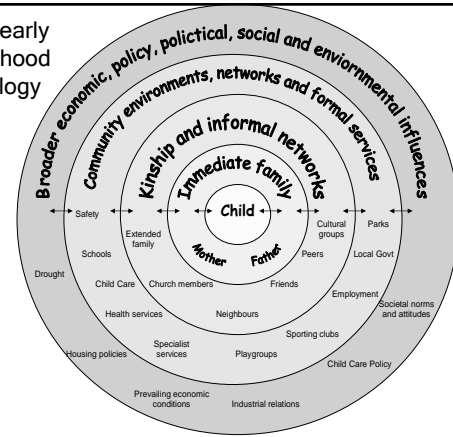 early
hood
logy
Broader economic, policy, polictical, social and enviornmental influences
Community environments, networks and formal services
Kinship and informal networks
Immediate family
Child
Mother
Father
Safety
Extended
family
Cultural
groups
Parks
Schools
Peers
Local Govt
Drought
Child Care
Church members
Friends
Employment
Societal norms
and attitudes
Health services
Neighbours
Sporting clubs
Housing policies
Specialist
services
Playgroups
Child Care Policy
Prevailing economic
conditions
Industrial relations